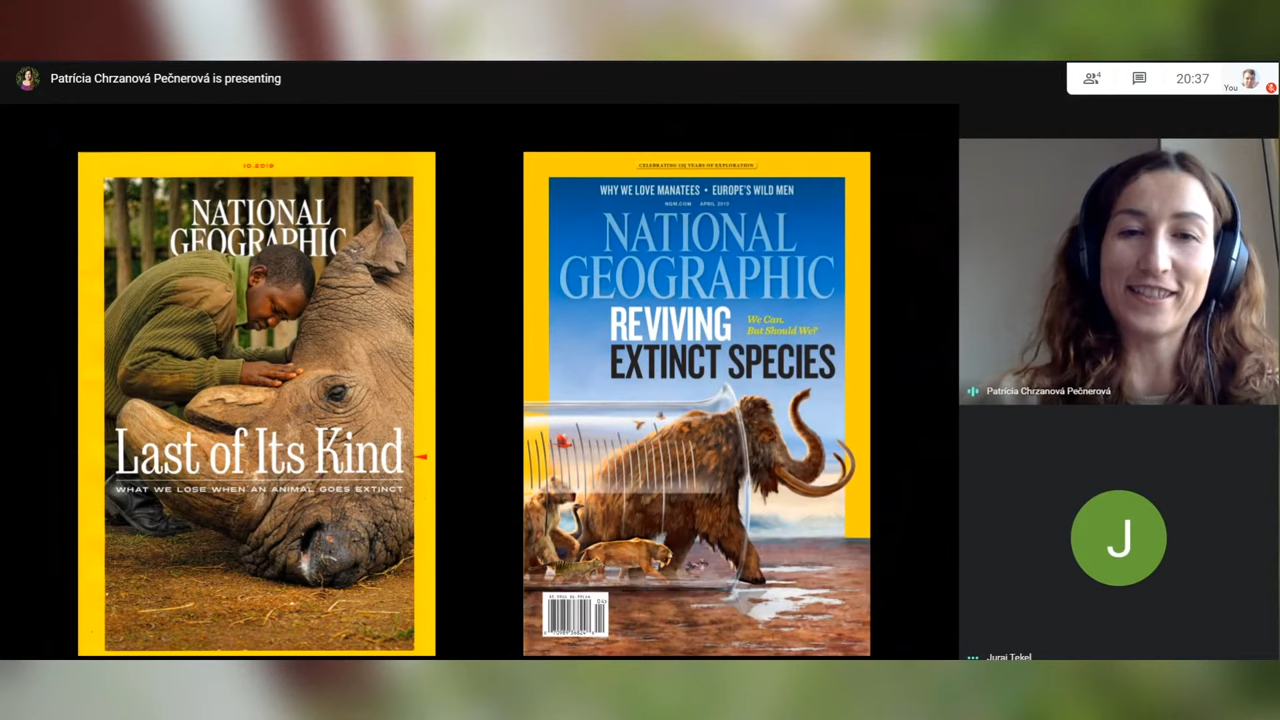 Patrícia Chrzanová Pečnerová is presenting
4
20:37
You
10.2019
NATIONAL
GEOGRAPHIC
Last of Its Kind
WHAT WE LOSE WHEN AN ANIMAL GOES EXTINCT
CELEBRATING 125 YEARS OF EXPLORATION
WHY WE LOVE MANATEES • EUROPE'S WILD MEN
NGM.COM APRIL 2013
NATIONAL
GEOGRAPHIC
REVIVING
We Can.
But Should We?
EXTINCT SPECIES
Patrícia Chrzanová Pečnerová
J
Juraj Tekel